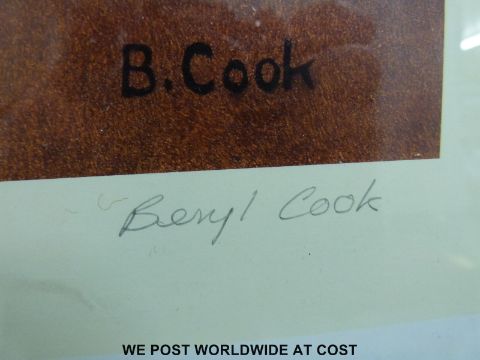 B.Cook
Beryl Cook
WE POST WORLDWIDE AT COST